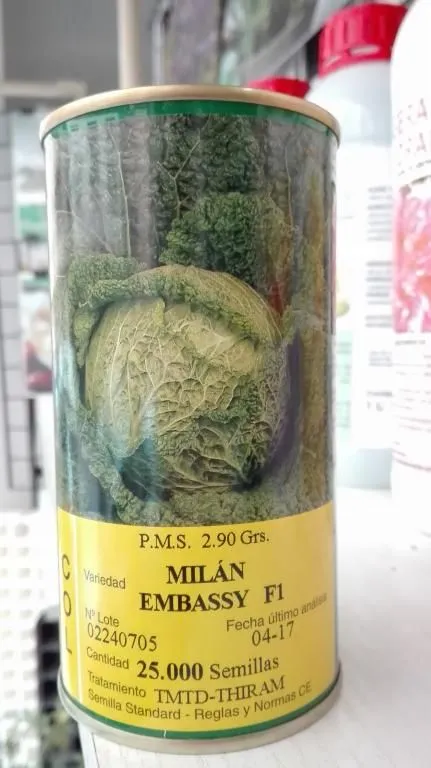 P.M.S. 2.90 Grs.
Variedad MILÁN
EMBASSY F1
Nº Lote Fecha último análisis
02240705 04-17
Cantidad 25.000 Semillas
Tratamiento TMTD-THIRAM
Semilla Standard - Reglas y Normas CE